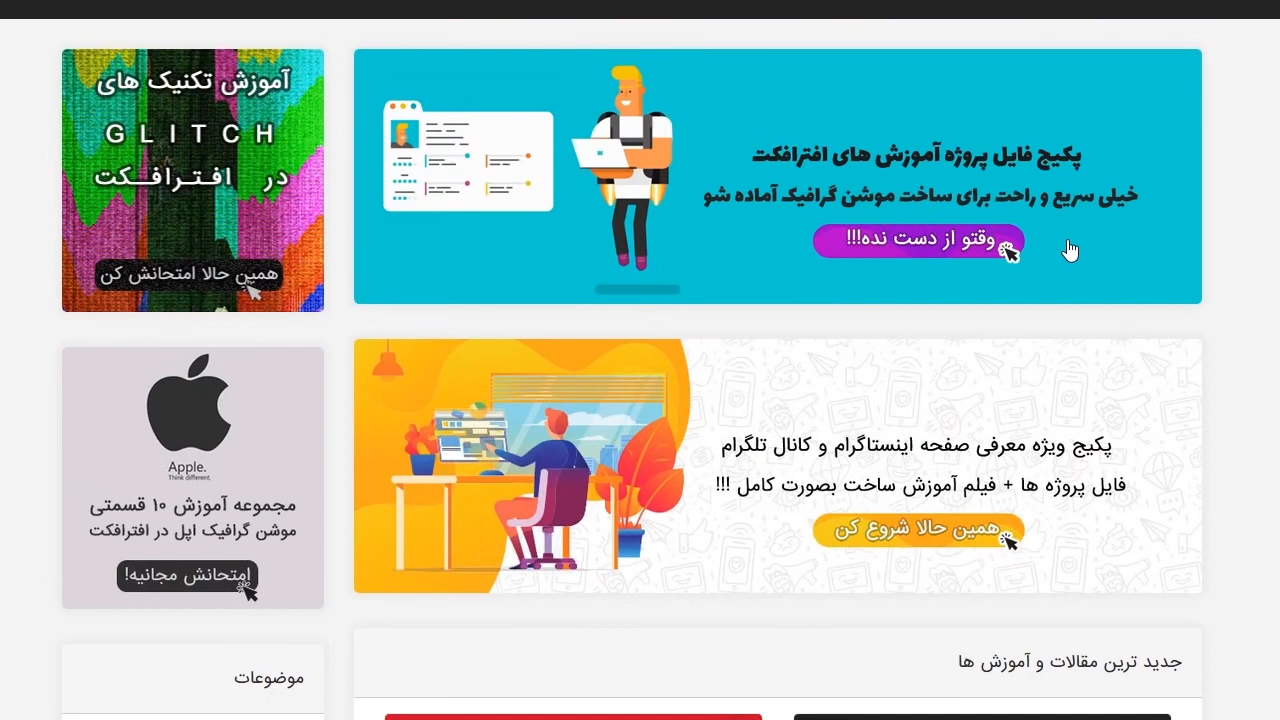 پکیج فایل پروژه آموزش های افترافکت
خیلی سریع و راحت برای ساخت موشن گرافیک آماده شو
وقتو از دست نده!!!
پکیج ویژه معرفی صفحه اینستاگرام و کانال تلگرام
فایل پروژه ها + فیلم آموزش ساخت بصورت کامل !!!
همین حالا شروع کن
جدید ترین مقالات و آموزش ها
آموزش تکنیک های
GLITCH
در افـتـرافــکت
همین حالا امتحانش کن
Apple.
Think different.
مجموعه آموزش ۱۰ قسمتی
موشن گرافیک اپل در افترافکت
امتحانش مجانیه!
موضوعات